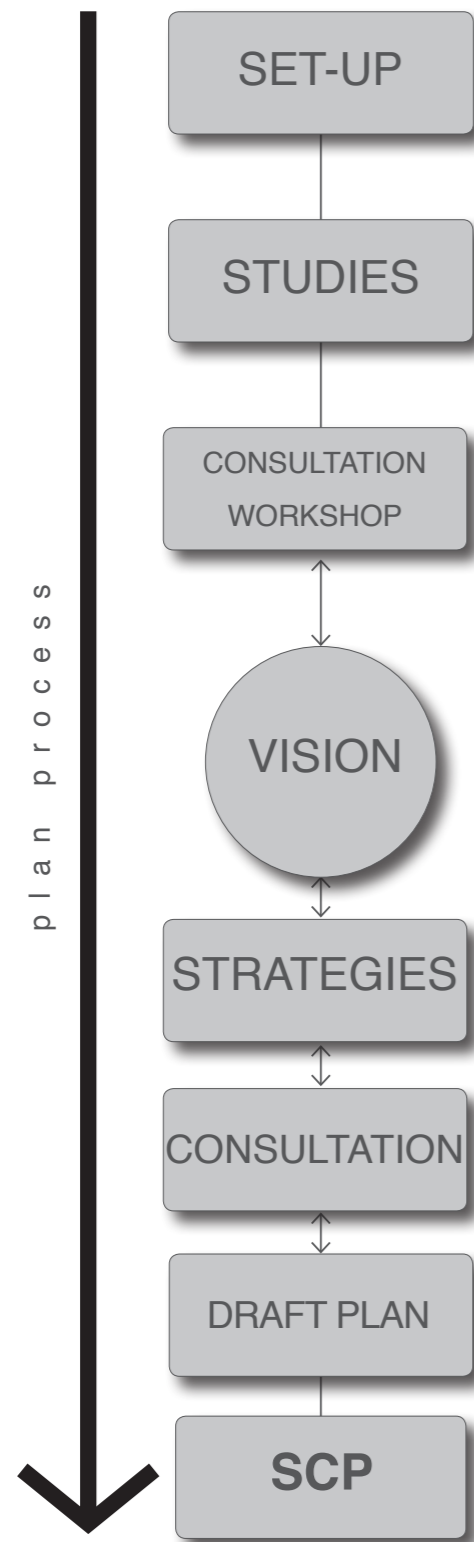 SET-UP
STUDIES
CONSULTATION
WORKSHOP
plan process
VISION
STRATEGIES
CONSULTATION
DRAFT PLAN
SCP